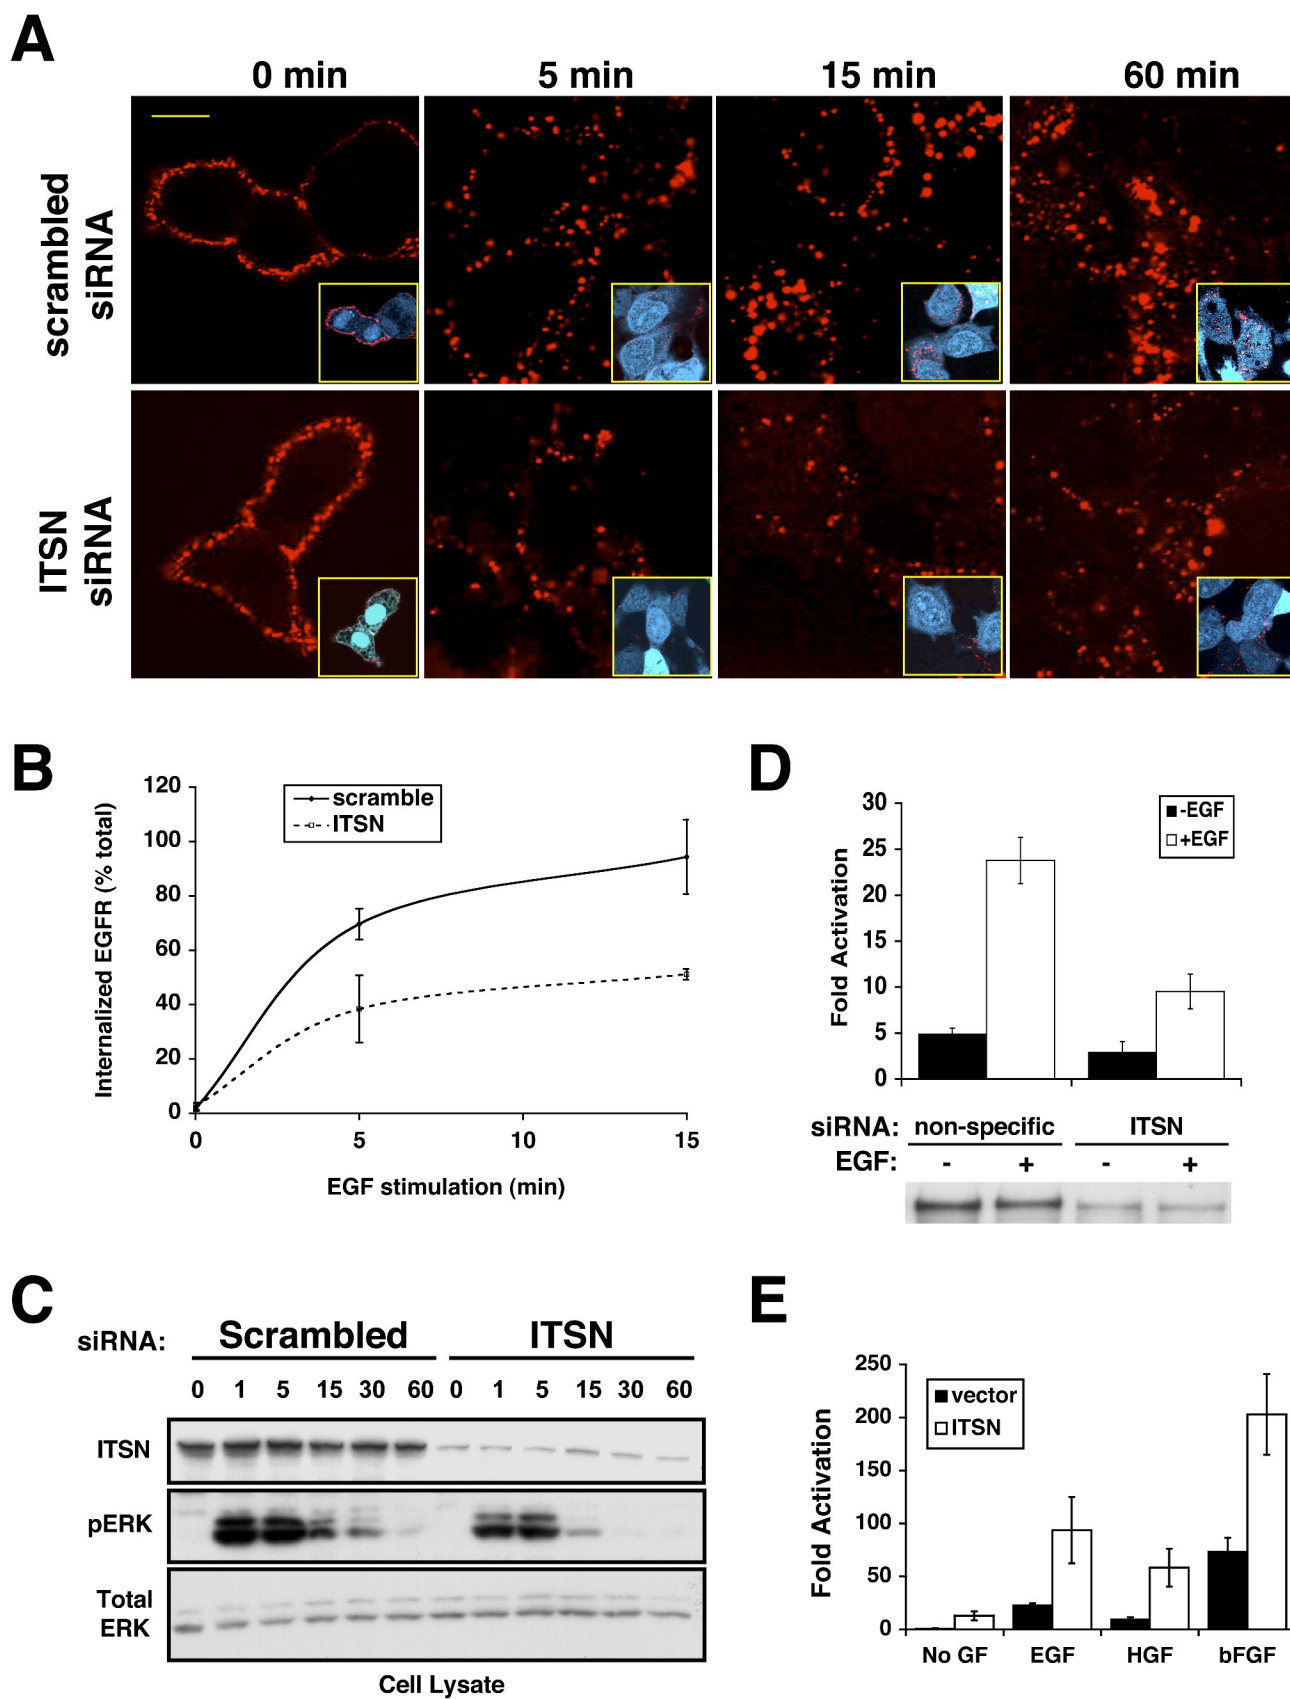 A
0 min 5 min 15 min 60 min
scrambled
siRNA
ITSN
siRNA
B
Internalized EGFR (% total)
120
100
80
60
40
20
0
scramble
ITSN
0 5 10 15
EGF stimulation (min)
D
Fold Activation
30
25
20
15
10
5
0
-EGF
+EGF
siRNA: non-specific ITSN
EGF: - + - +
C
siRNA: Scrambled ITSN
0 1 5 15 30 60 0 1 5 15 30 60
ITSN
pERK
Total
ERK
Cell Lysate
E
Fold Activation
250
200
150
100
50
0
vector
ITSN
No GF EGF HGF bFGF